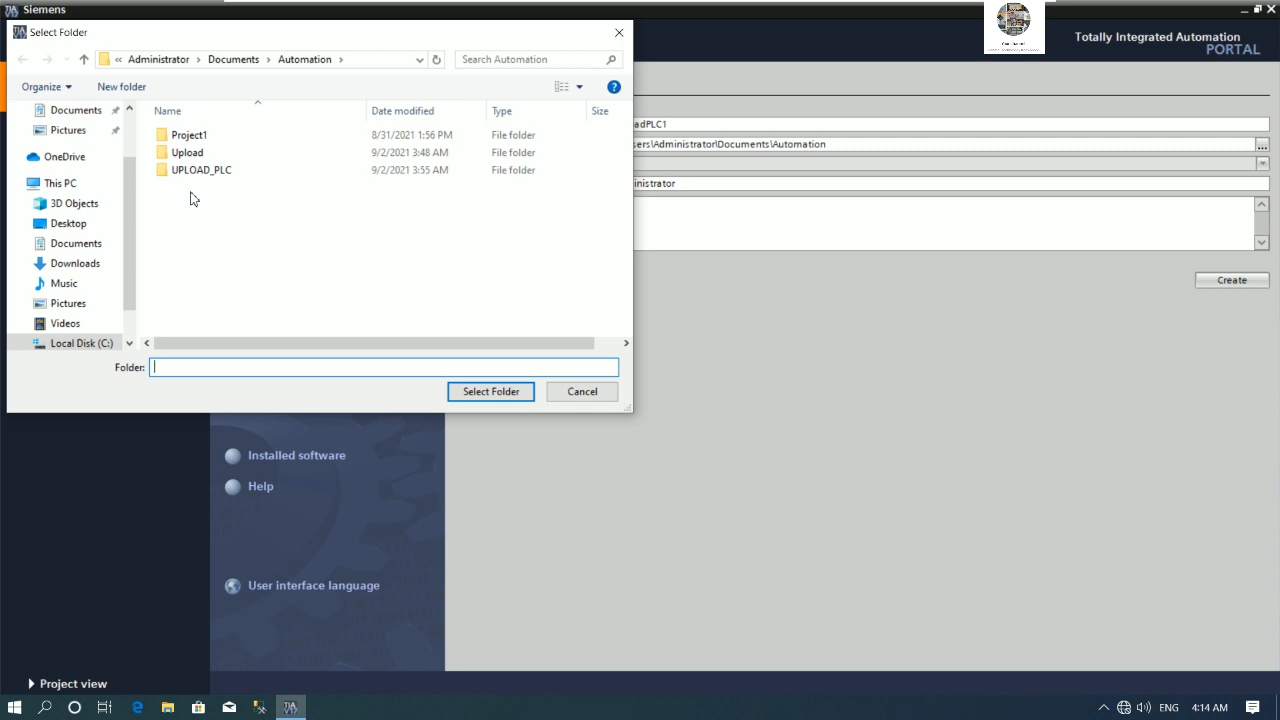 Siemens
Select Folder
Totally Integrated Automation
PORTAL
« Administrator > Documents > Automation >
Search Automation
Organize
New folder
Name
Date modified
Type
Size
Documents
Pictures
OneDrive
This PC
3D Objects
Desktop
Documents
Downloads
Music
Pictures
Videos
Local Disk (C:)
Project1 8/31/2021 1:56 PM File folder
Upload 9/2/2021 3:48 AM File folder
UPLOAD_PLC 9/2/2021 3:55 AM File folder
adPLC1
sers\Administrator\Documents\Automation
...
inistrator
Create
Folder:
Select Folder
Cancel
Installed software
Help
User interface language
Project view
ENG
4:14 AM